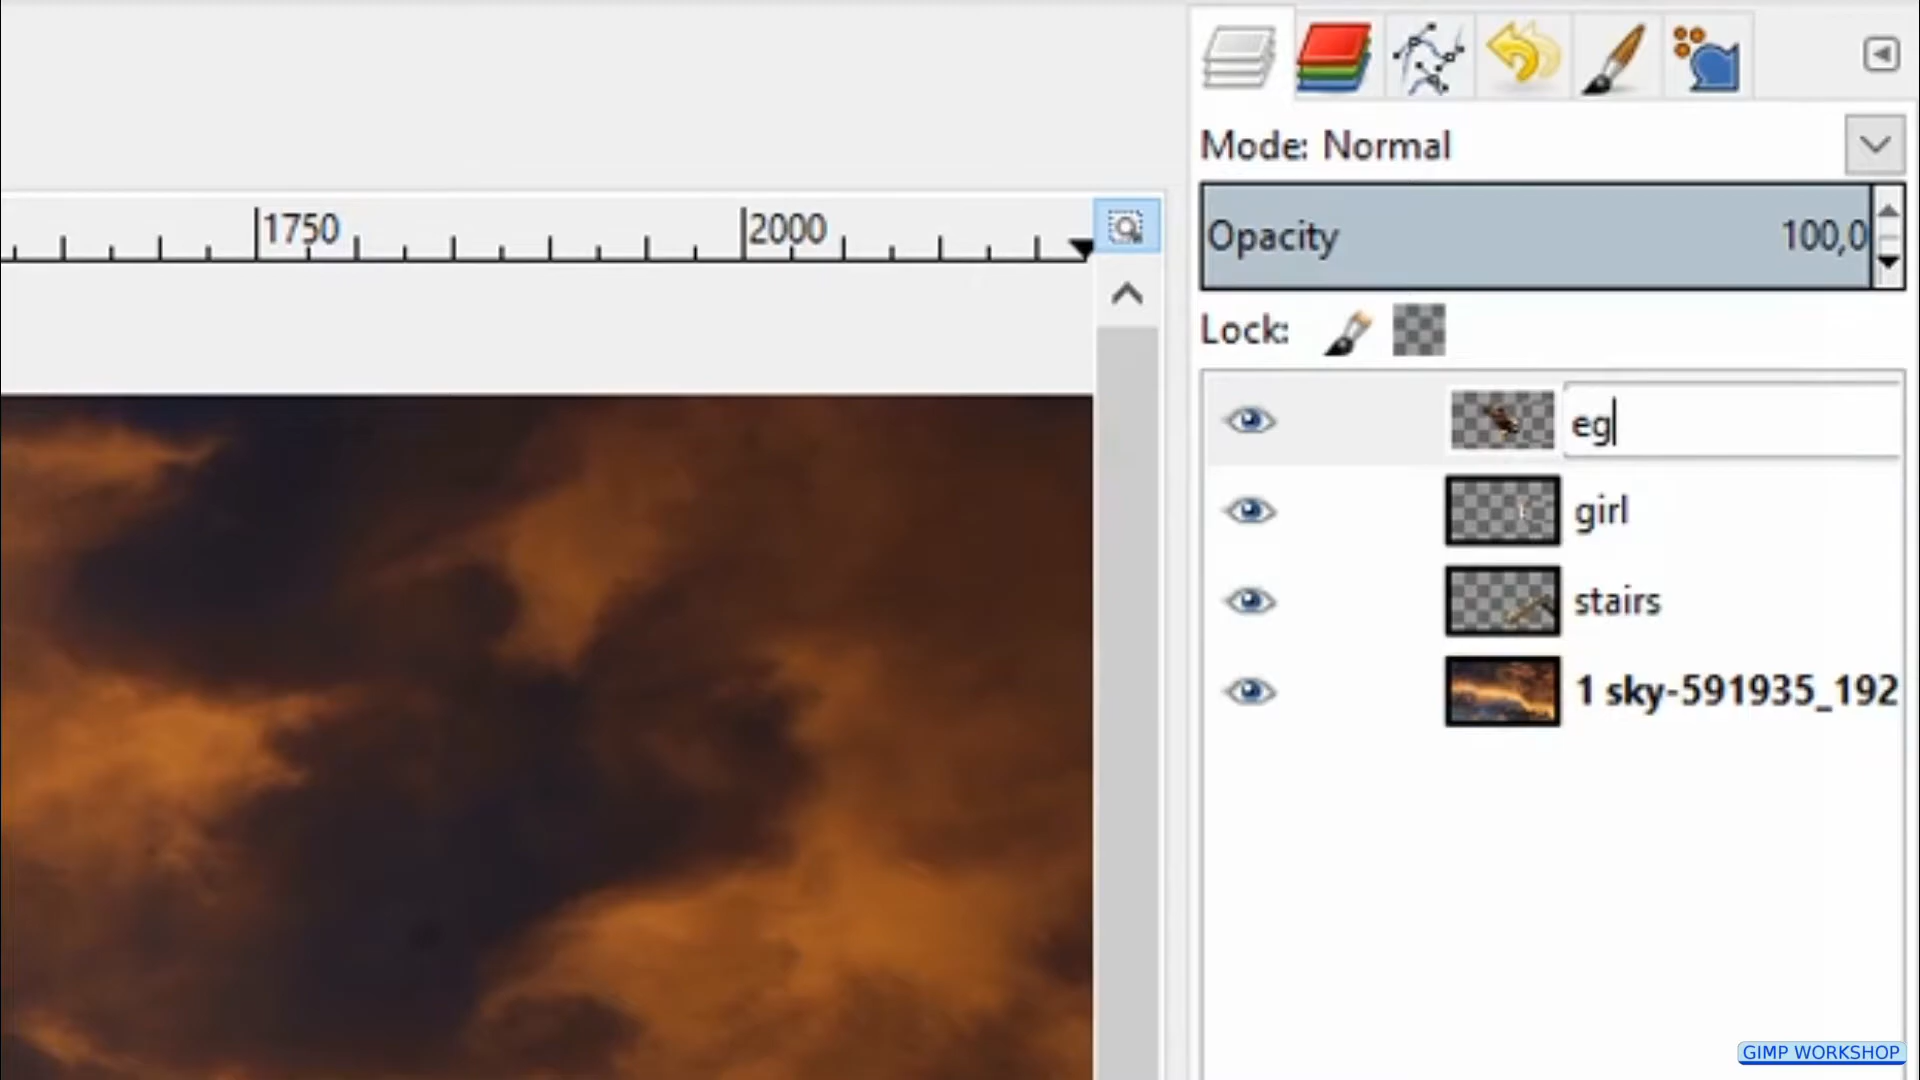 Mode: Normal
1750
2000
Opacity 100,0
Lock:
eg
girl
stairs
1 sky-591935_192
GIMP WORKSHOP